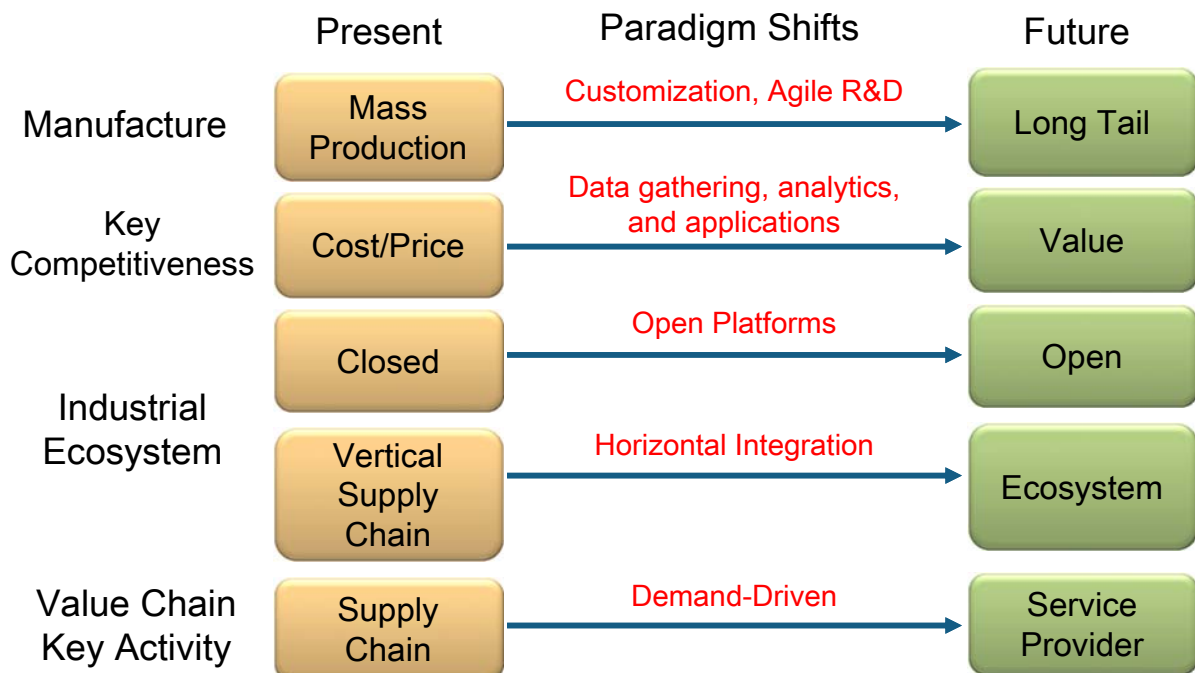 Present
Paradigm Shifts
Future
Manufacture
Mass
Production
Customization, Agile R&D
Long Tail
Key
Competitiveness
Cost/Price
Data gathering, analytics,
and applications
Value
Industrial
Ecosystem
Closed
Open Platforms
Open
Vertical
Supply
Chain
Horizontal Integration
Ecosystem
Value Chain
Key Activity
Supply
Chain
Demand-Driven
Service
Provider